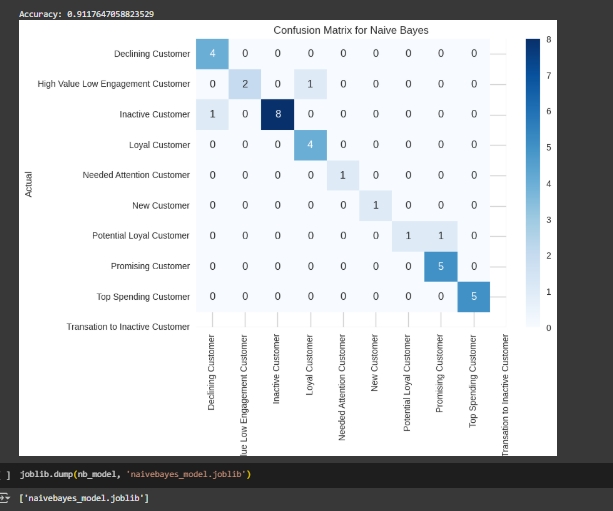 Accuracy: 0.9117647058823529
Confusion Matrix for Naive Bayes
Actual
Declining Customer 4 0 0 0 0 0 0 0 0
High Value Low Engagement Customer 0 2 0 1 0 0 0 0 0
Inactive Customer 1 0 8 0 0 0 0 0 0
Loyal Customer 0 0 0 4 0 0 0 0 0
Needed Attention Customer 0 0 0 0 1 0 0 0 0
New Customer 0 0 0 0 0 1 0 0 0
Potential Loyal Customer 0 0 0 0 0 0 1 1 0
Promising Customer 0 0 0 0 0 0 0 5 0
Top Spending Customer 0 0 0 0 0 0 0 0 5
Transation to Inactive Customer
8
7
6
5
4
3
2
1
0
Declining Customer
ue Low Engagement Customer
Inactive Customer
Loyal Customer
Needed Attention Customer
New Customer
Potential Loyal Customer
Promising Customer
Top Spending Customer
Transation to Inactive Customer
] joblib.dump(nb_model, 'naivebayes_model.joblib')
['naivebayes_model.joblib']